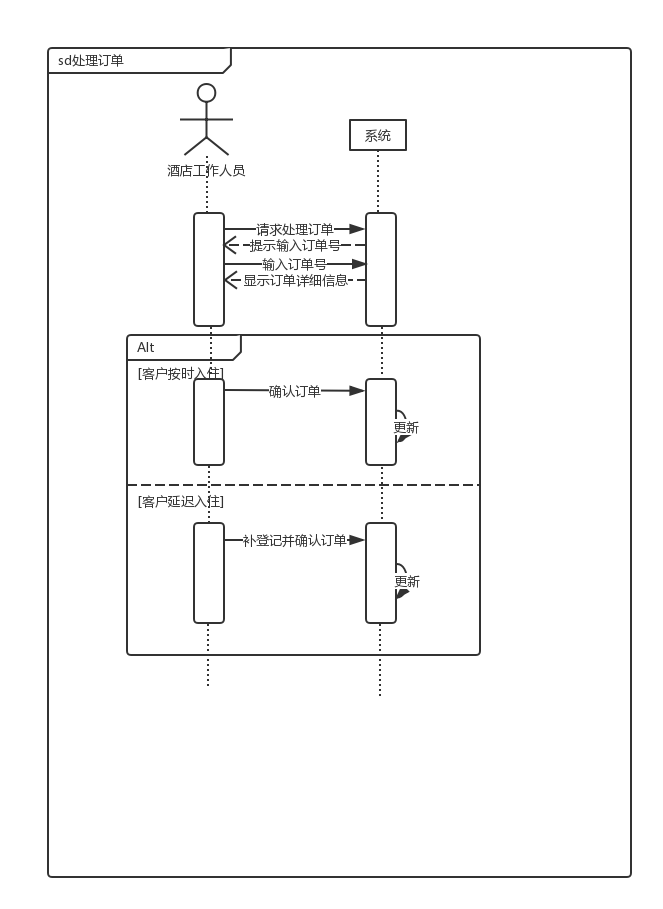 sd处理订单
酒店工作人员
系统
请求处理订单
提示输入订单号
输入订单号
显示订单详细信息
Alt
[客户按时入住]
确认订单
更新
[客户延迟入住]
补登记并确认订单
更新